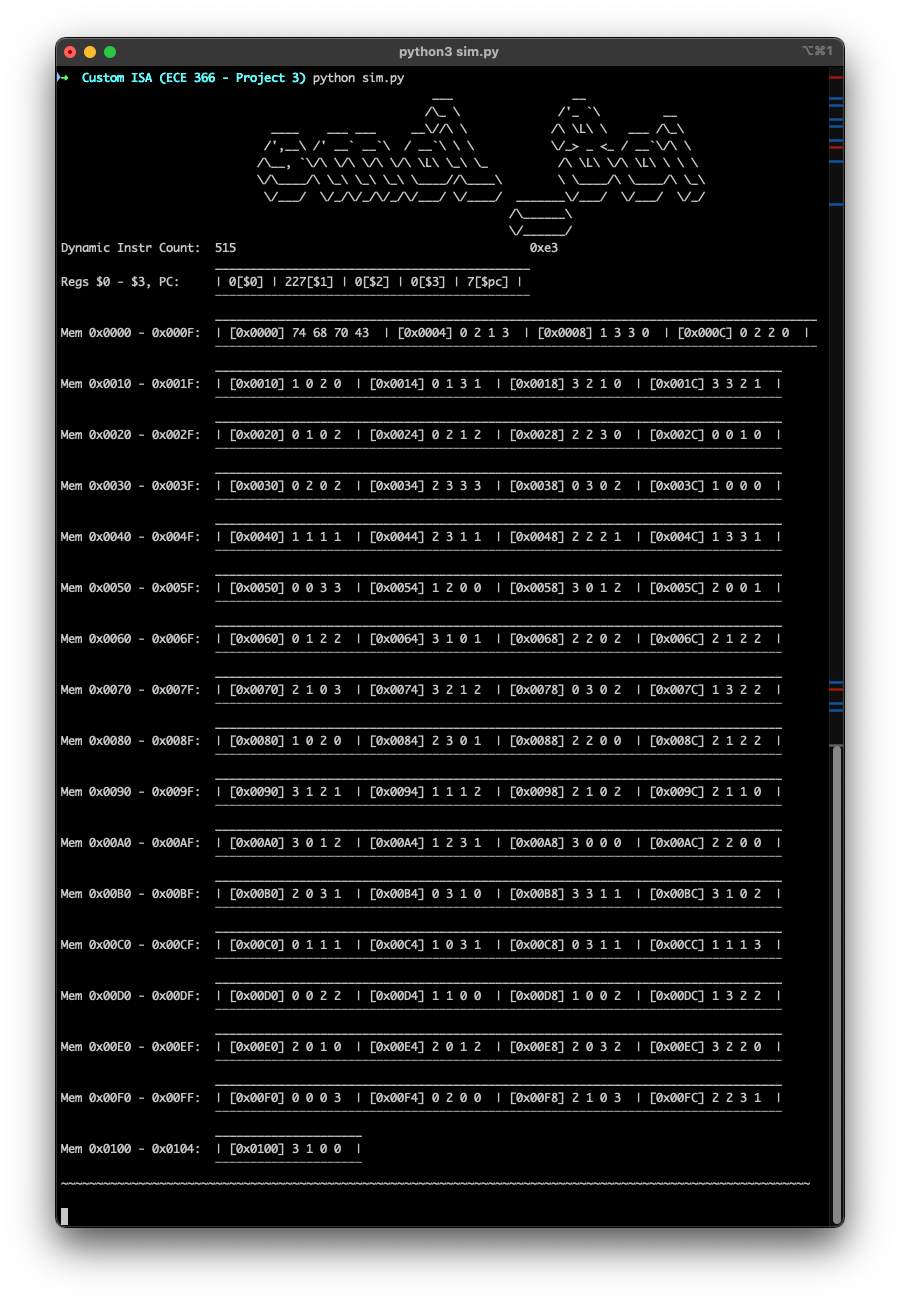 python3 sim.py
⌥⌘1
➜ Custom ISA (ECE 366 - Project 3) python sim.py
Dynamic Instr Count: 515 0xe3
Regs $0 - $3, PC: | 0[$0] | 227[$1] | 0[$2] | 0[$3] | 7[$pc] |
Mem 0x0000 - 0x000F: | [0x0000] 74 68 70 43 | [0x0004] 0 2 1 3 | [0x0008] 1 3 3 0 | [0x000C] 0 2 2 0 |
Mem 0x0010 - 0x001F: | [0x0010] 1 0 2 0 | [0x0014] 0 1 3 1 | [0x0018] 3 2 1 0 | [0x001C] 3 3 2 1 |
Mem 0x0020 - 0x002F: | [0x0020] 0 1 0 2 | [0x0024] 0 2 1 2 | [0x0028] 2 2 3 0 | [0x002C] 0 0 1 0 |
Mem 0x0030 - 0x003F: | [0x0030] 0 2 0 2 | [0x0034] 2 3 3 3 | [0x0038] 0 3 0 2 | [0x003C] 1 0 0 0 |
Mem 0x0040 - 0x004F: | [0x0040] 1 1 1 1 | [0x0044] 2 3 1 1 | [0x0048] 2 2 2 1 | [0x004C] 1 3 3 1 |
Mem 0x0050 - 0x005F: | [0x0050] 0 0 3 3 | [0x0054] 1 2 0 0 | [0x0058] 3 0 1 2 | [0x005C] 2 0 0 1 |
Mem 0x0060 - 0x006F: | [0x0060] 0 1 2 2 | [0x0064] 3 1 0 1 | [0x0068] 2 2 0 2 | [0x006C] 2 1 2 2 |
Mem 0x0070 - 0x007F: | [0x0070] 2 1 0 3 | [0x0074] 3 2 1 2 | [0x0078] 0 3 0 2 | [0x007C] 1 3 2 2 |
Mem 0x0080 - 0x008F: | [0x0080] 1 0 2 0 | [0x0084] 2 3 0 1 | [0x0088] 2 2 0 0 | [0x008C] 2 1 2 2 |
Mem 0x0090 - 0x009F: | [0x0090] 3 1 2 1 | [0x0094] 1 1 1 2 | [0x0098] 2 1 0 2 | [0x009C] 2 1 1 0 |
Mem 0x00A0 - 0x00AF: | [0x00A0] 3 0 1 2 | [0x00A4] 1 2 3 1 | [0x00A8] 3 0 0 0 | [0x00AC] 2 2 0 0 |
Mem 0x00B0 - 0x00BF: | [0x00B0] 2 0 3 1 | [0x00B4] 0 3 1 0 | [0x00B8] 3 3 1 1 | [0x00BC] 3 1 0 2 |
Mem 0x00C0 - 0x00CF: | [0x00C0] 0 1 1 1 | [0x00C4] 1 0 3 1 | [0x00C8] 0 3 1 1 | [0x00CC] 1 1 1 3 |
Mem 0x00D0 - 0x00DF: | [0x00D0] 0 0 2 2 | [0x00D4] 1 1 0 0 | [0x00D8] 1 0 0 2 | [0x00DC] 1 3 2 2 |
Mem 0x00E0 - 0x00EF: | [0x00E0] 2 0 1 0 | [0x00E4] 2 0 1 2 | [0x00E8] 2 0 3 2 | [0x00EC] 3 2 2 0 |
Mem 0x00F0 - 0x00FF: | [0x00F0] 0 0 0 3 | [0x00F4] 0 2 0 0 | [0x00F8] 2 1 0 3 | [0x00FC] 2 2 3 1 |
Mem 0x0100 - 0x0104: | [0x0100] 3 1 0 0 |